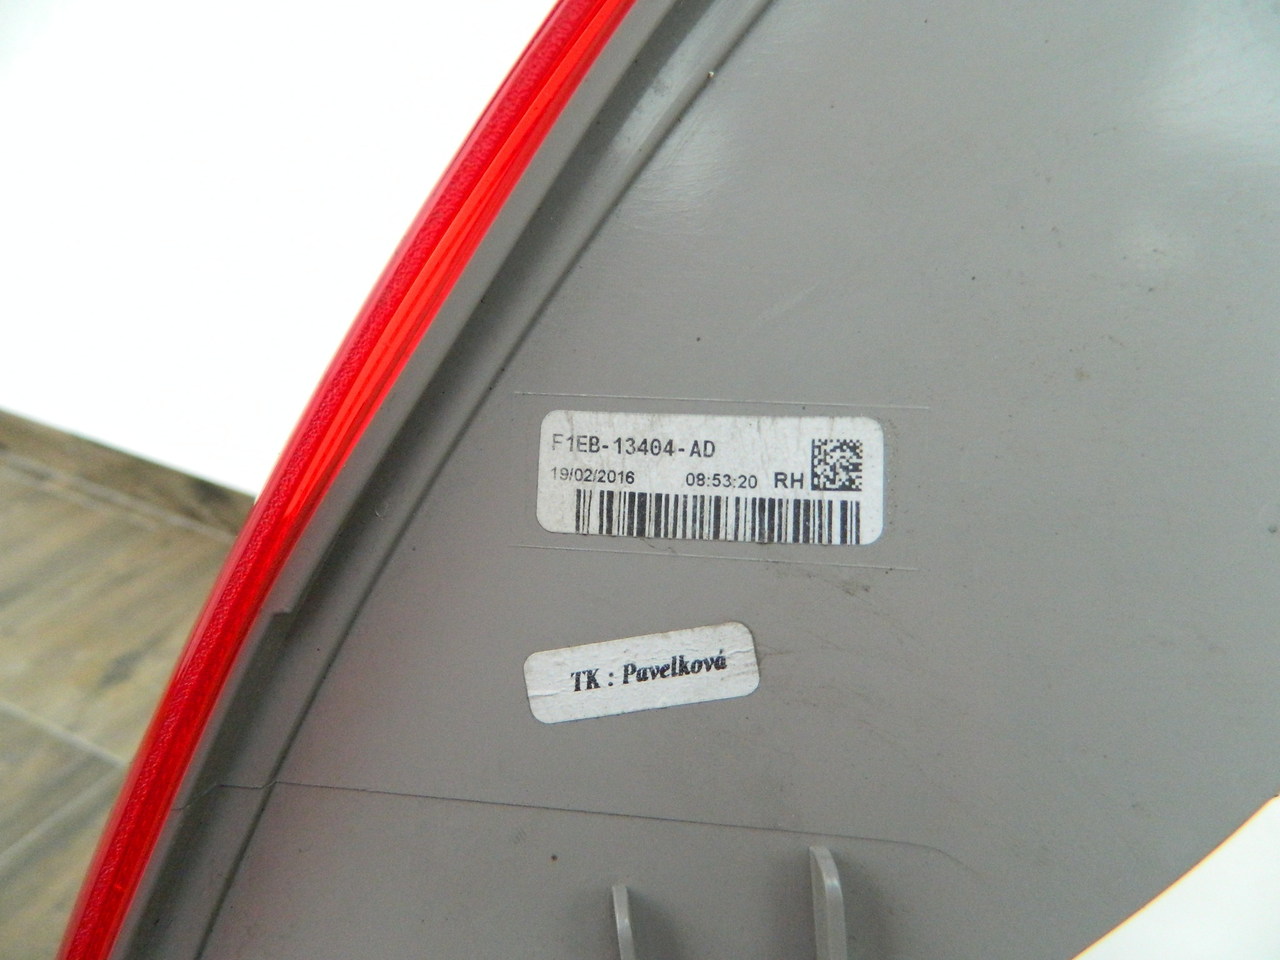 F1EB-13404-AD
19/02/2016 08:53:20 RH
TK : Pavelková